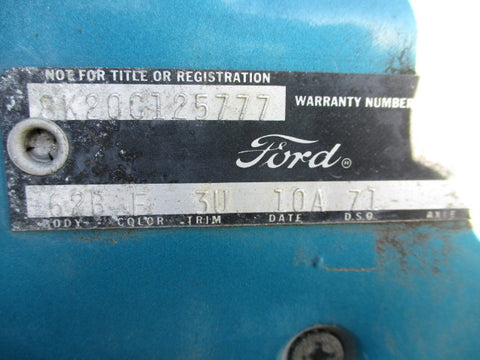 NOT FOR TITLE OR REGISTRATION
8K20C125777 WARRANTY NUMBER
Ford ®
62B F 3U 10A 71
BODY COLOR TRIM DATE D.S.O. AXLE